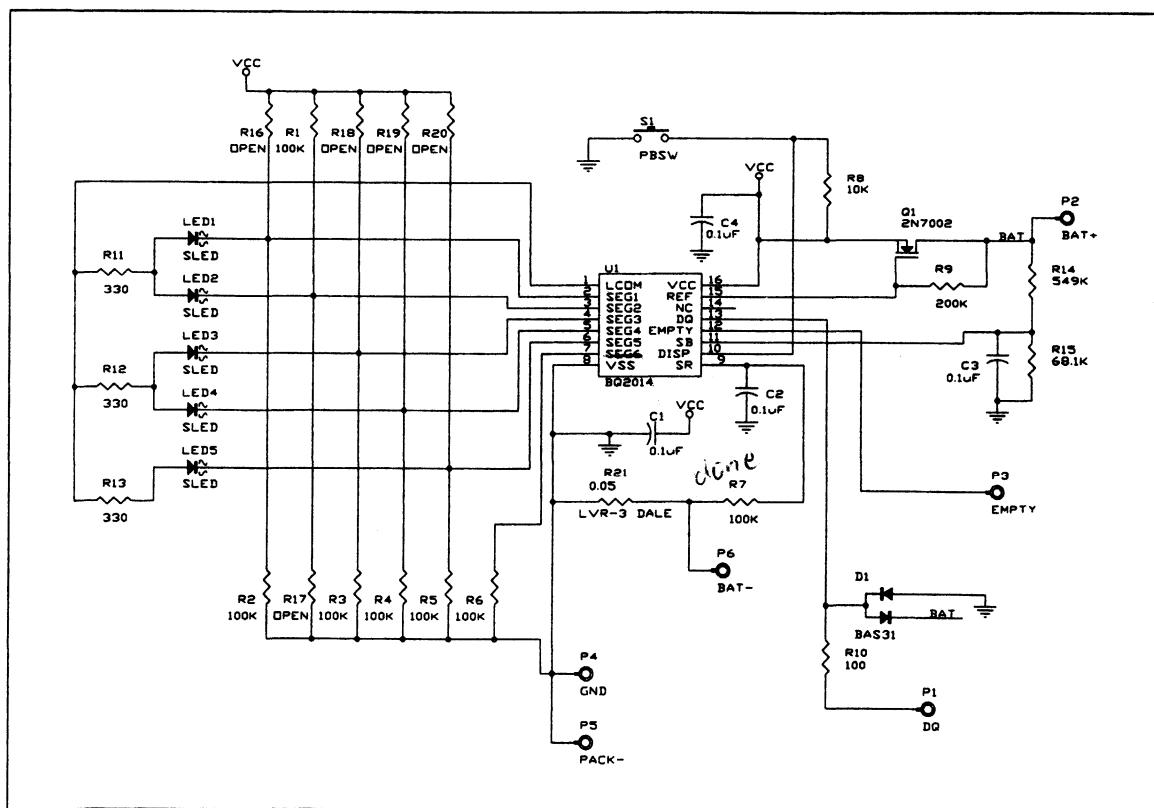 VCC
R16 R1 R18 R19 R20
OPEN 100K OPEN OPEN OPEN
S1
PBSW
VCC
R8
10K
C4
0.1uF
Q1
2N7002
BAT
P2
BAT+
LED1
SLED
R11
330
LED2
SLED
R9
200K
R14
549K
U1
1 LCOM VCC 16
2 SEG1 REF 15
3 SEG2 NC 14
4 SEG3 DQ 13
5 SEG4 EMPTY 12
6 SEG5 SB 11
7 SEG6 DISP 10
8 VSS SR 9
BQ2014
LED3
SLED
R12
330
LED4
SLED
C3
0.1uF
R15
68.1K
C2
0.1uF
C1
0.1uF
VCC
LED5
SLED
R13
330
done
R21
0.05
LVR-3 DALE
R7
100K
P3
EMPTY
P6
BAT-
R2 R17 R3 R4 R5 R6
100K OPEN 100K 100K 100K 100K
D1
BAT
BAS31
R10
100
P4
GND
P1
DQ
P5
PACK-